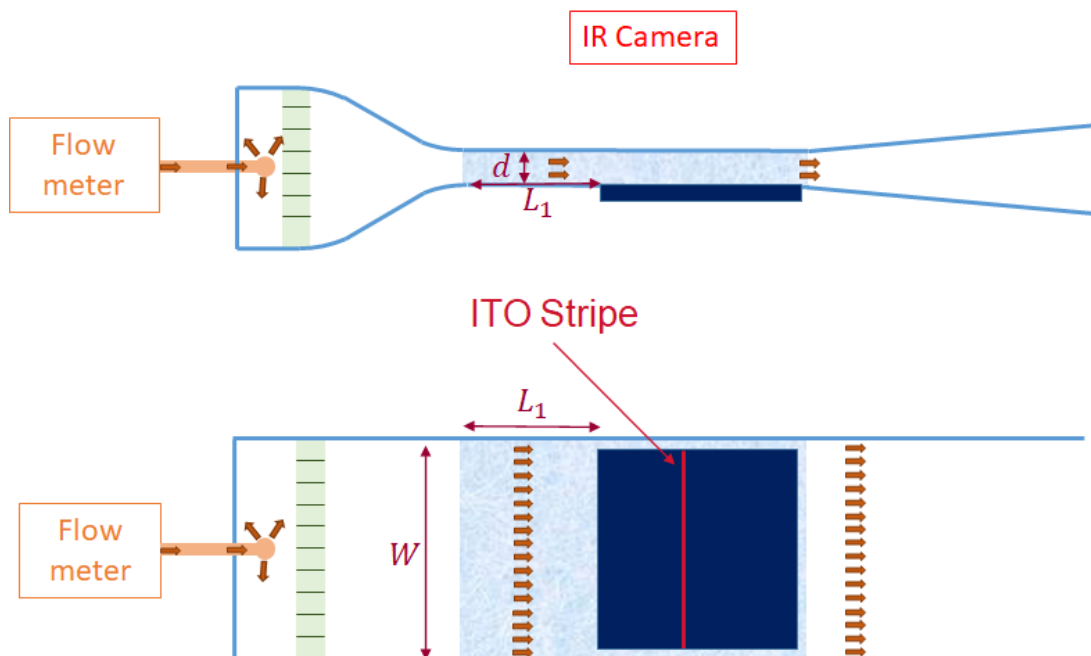 IR Camera
Flow
meter
d
L₁
ITO Stripe
L₁
Flow
meter
W